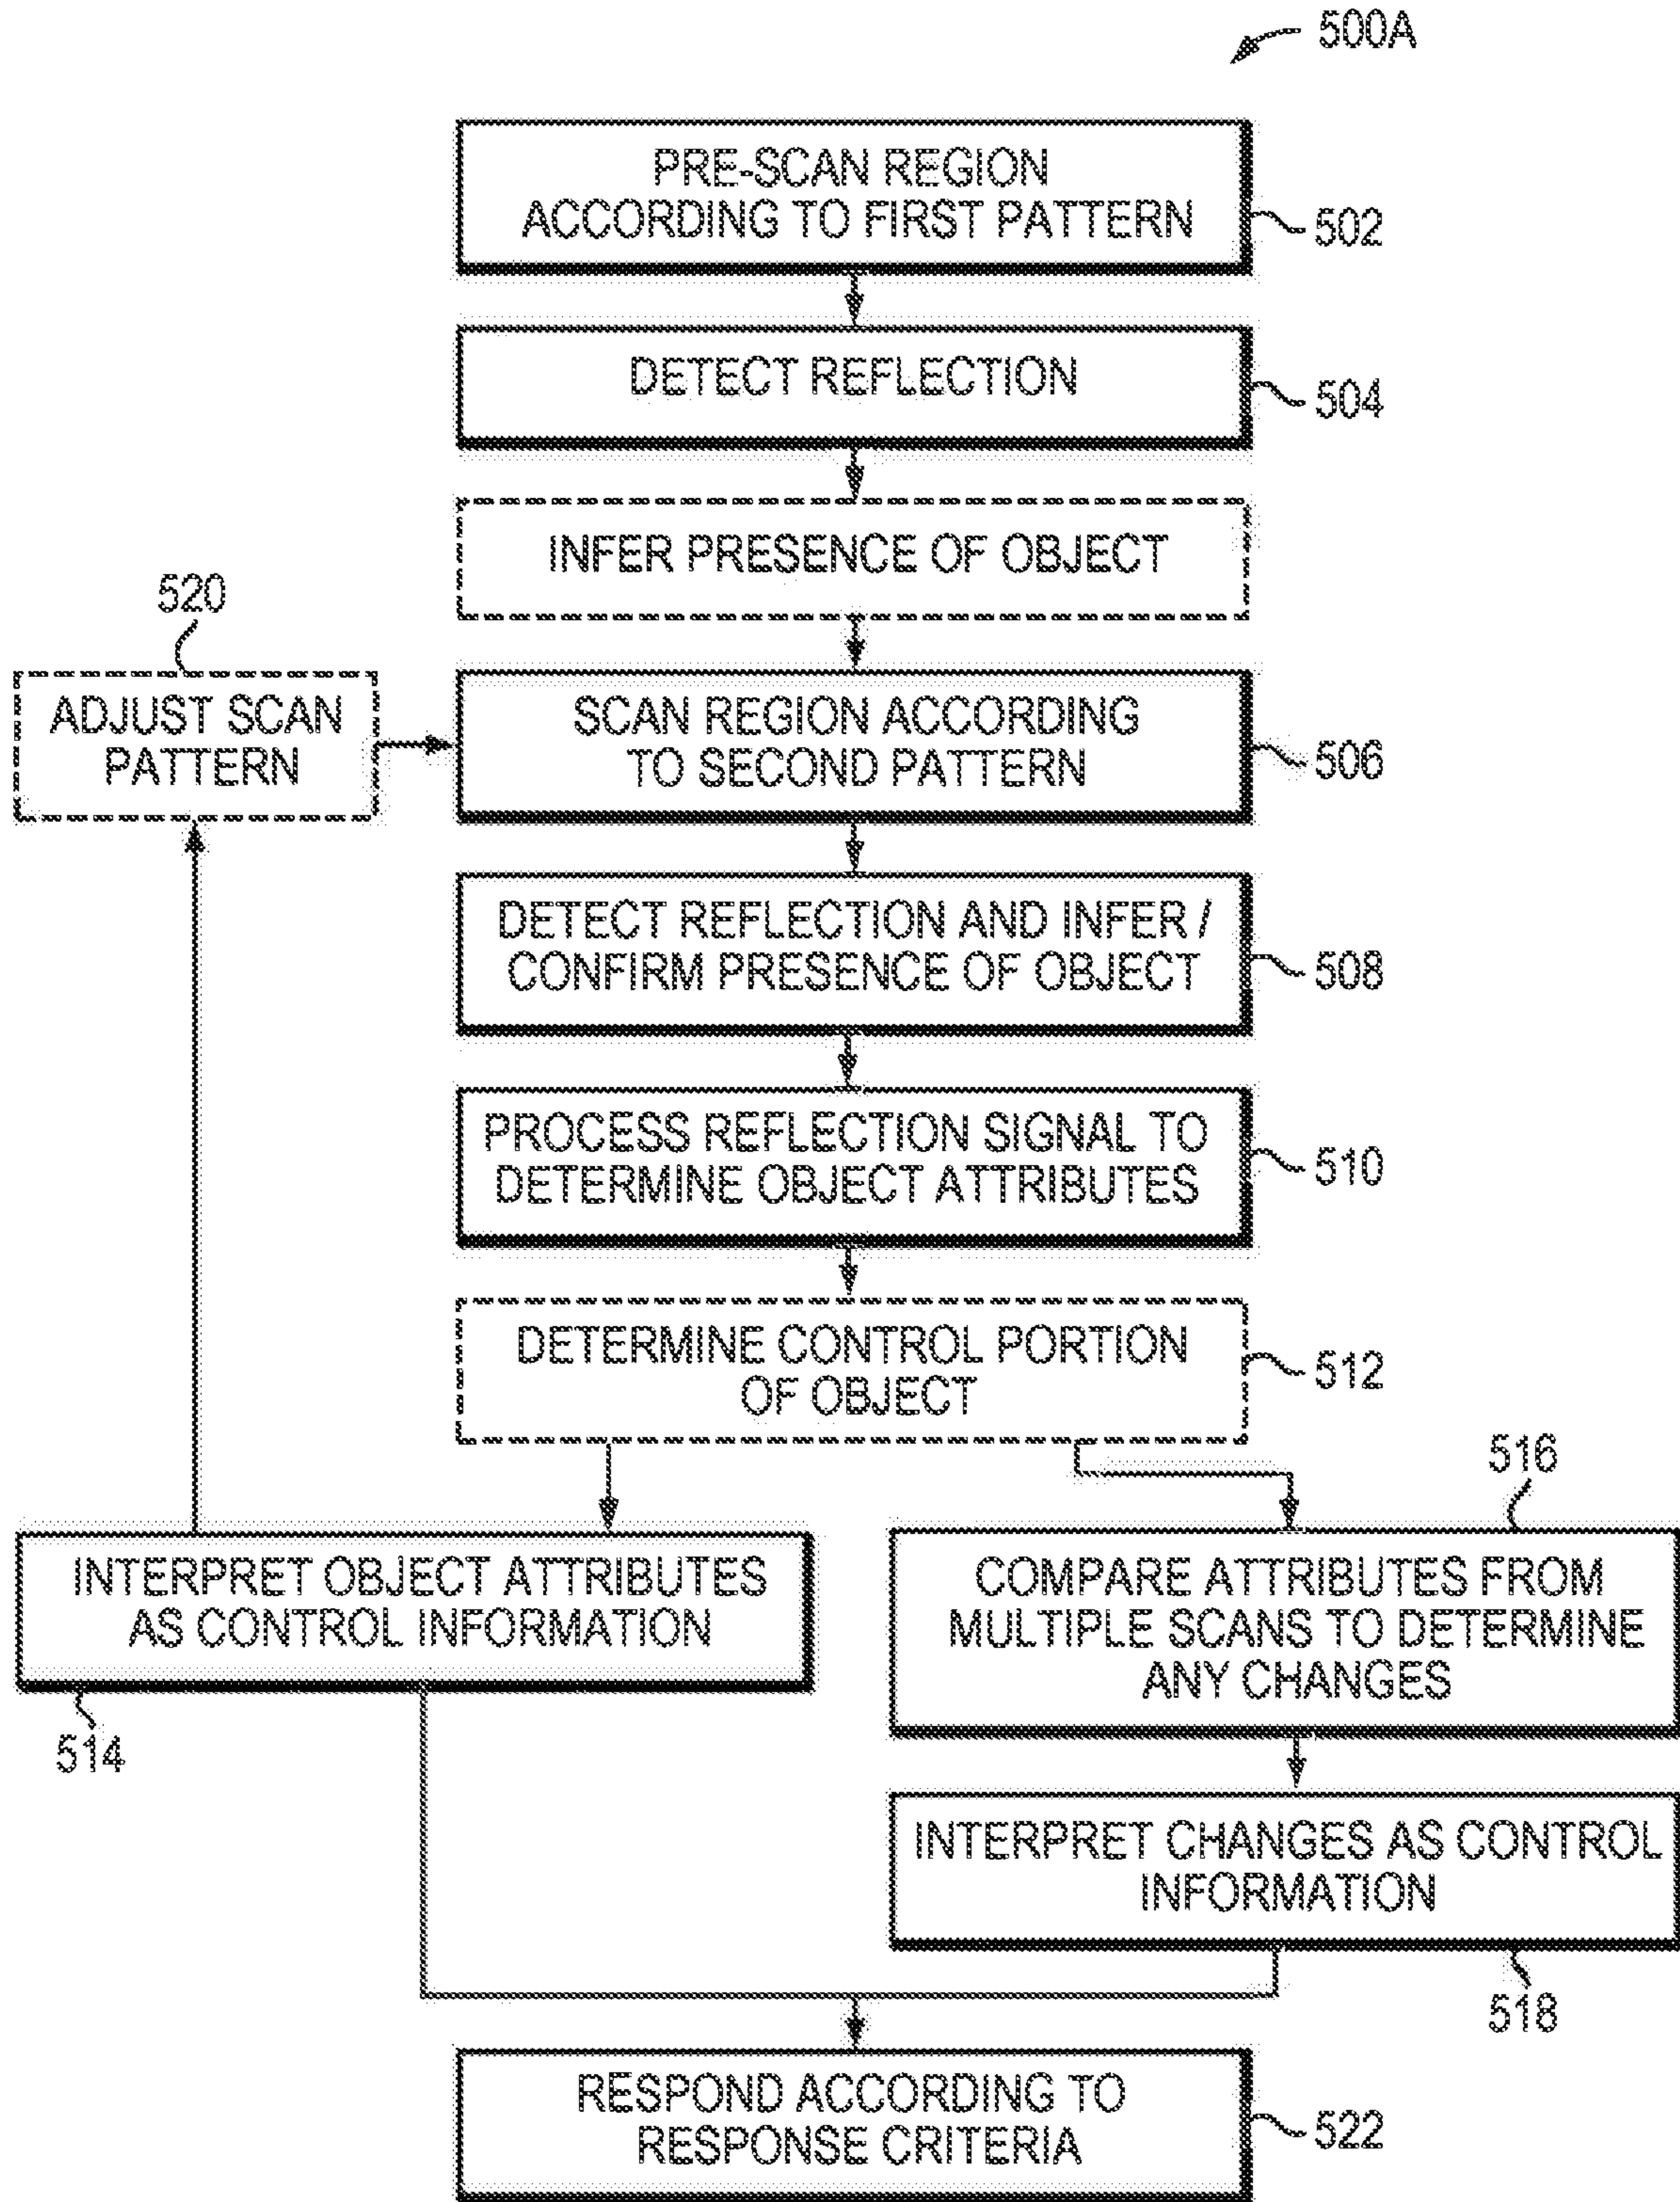 500A
PRE-SCAN REGION
ACCORDING TO FIRST PATTERN
502
DETECT REFLECTION
504
INFER PRESENCE OF OBJECT
520
ADJUST SCAN
PATTERN
SCAN REGION ACCORDING
TO SECOND PATTERN
506
DETECT REFLECTION AND INFER /
CONFIRM PRESENCE OF OBJECT
508
PROCESS REFLECTION SIGNAL TO
DETERMINE OBJECT ATTRIBUTES
510
DETERMINE CONTROL PORTION
OF OBJECT
512
INTERPRET OBJECT ATTRIBUTES
AS CONTROL INFORMATION
514
516
COMPARE ATTRIBUTES FROM
MULTIPLE SCANS TO DETERMINE
ANY CHANGES
INTERPRET CHANGES AS CONTROL
INFORMATION
518
RESPOND ACCORDING TO
RESPONSE CRITERIA
522